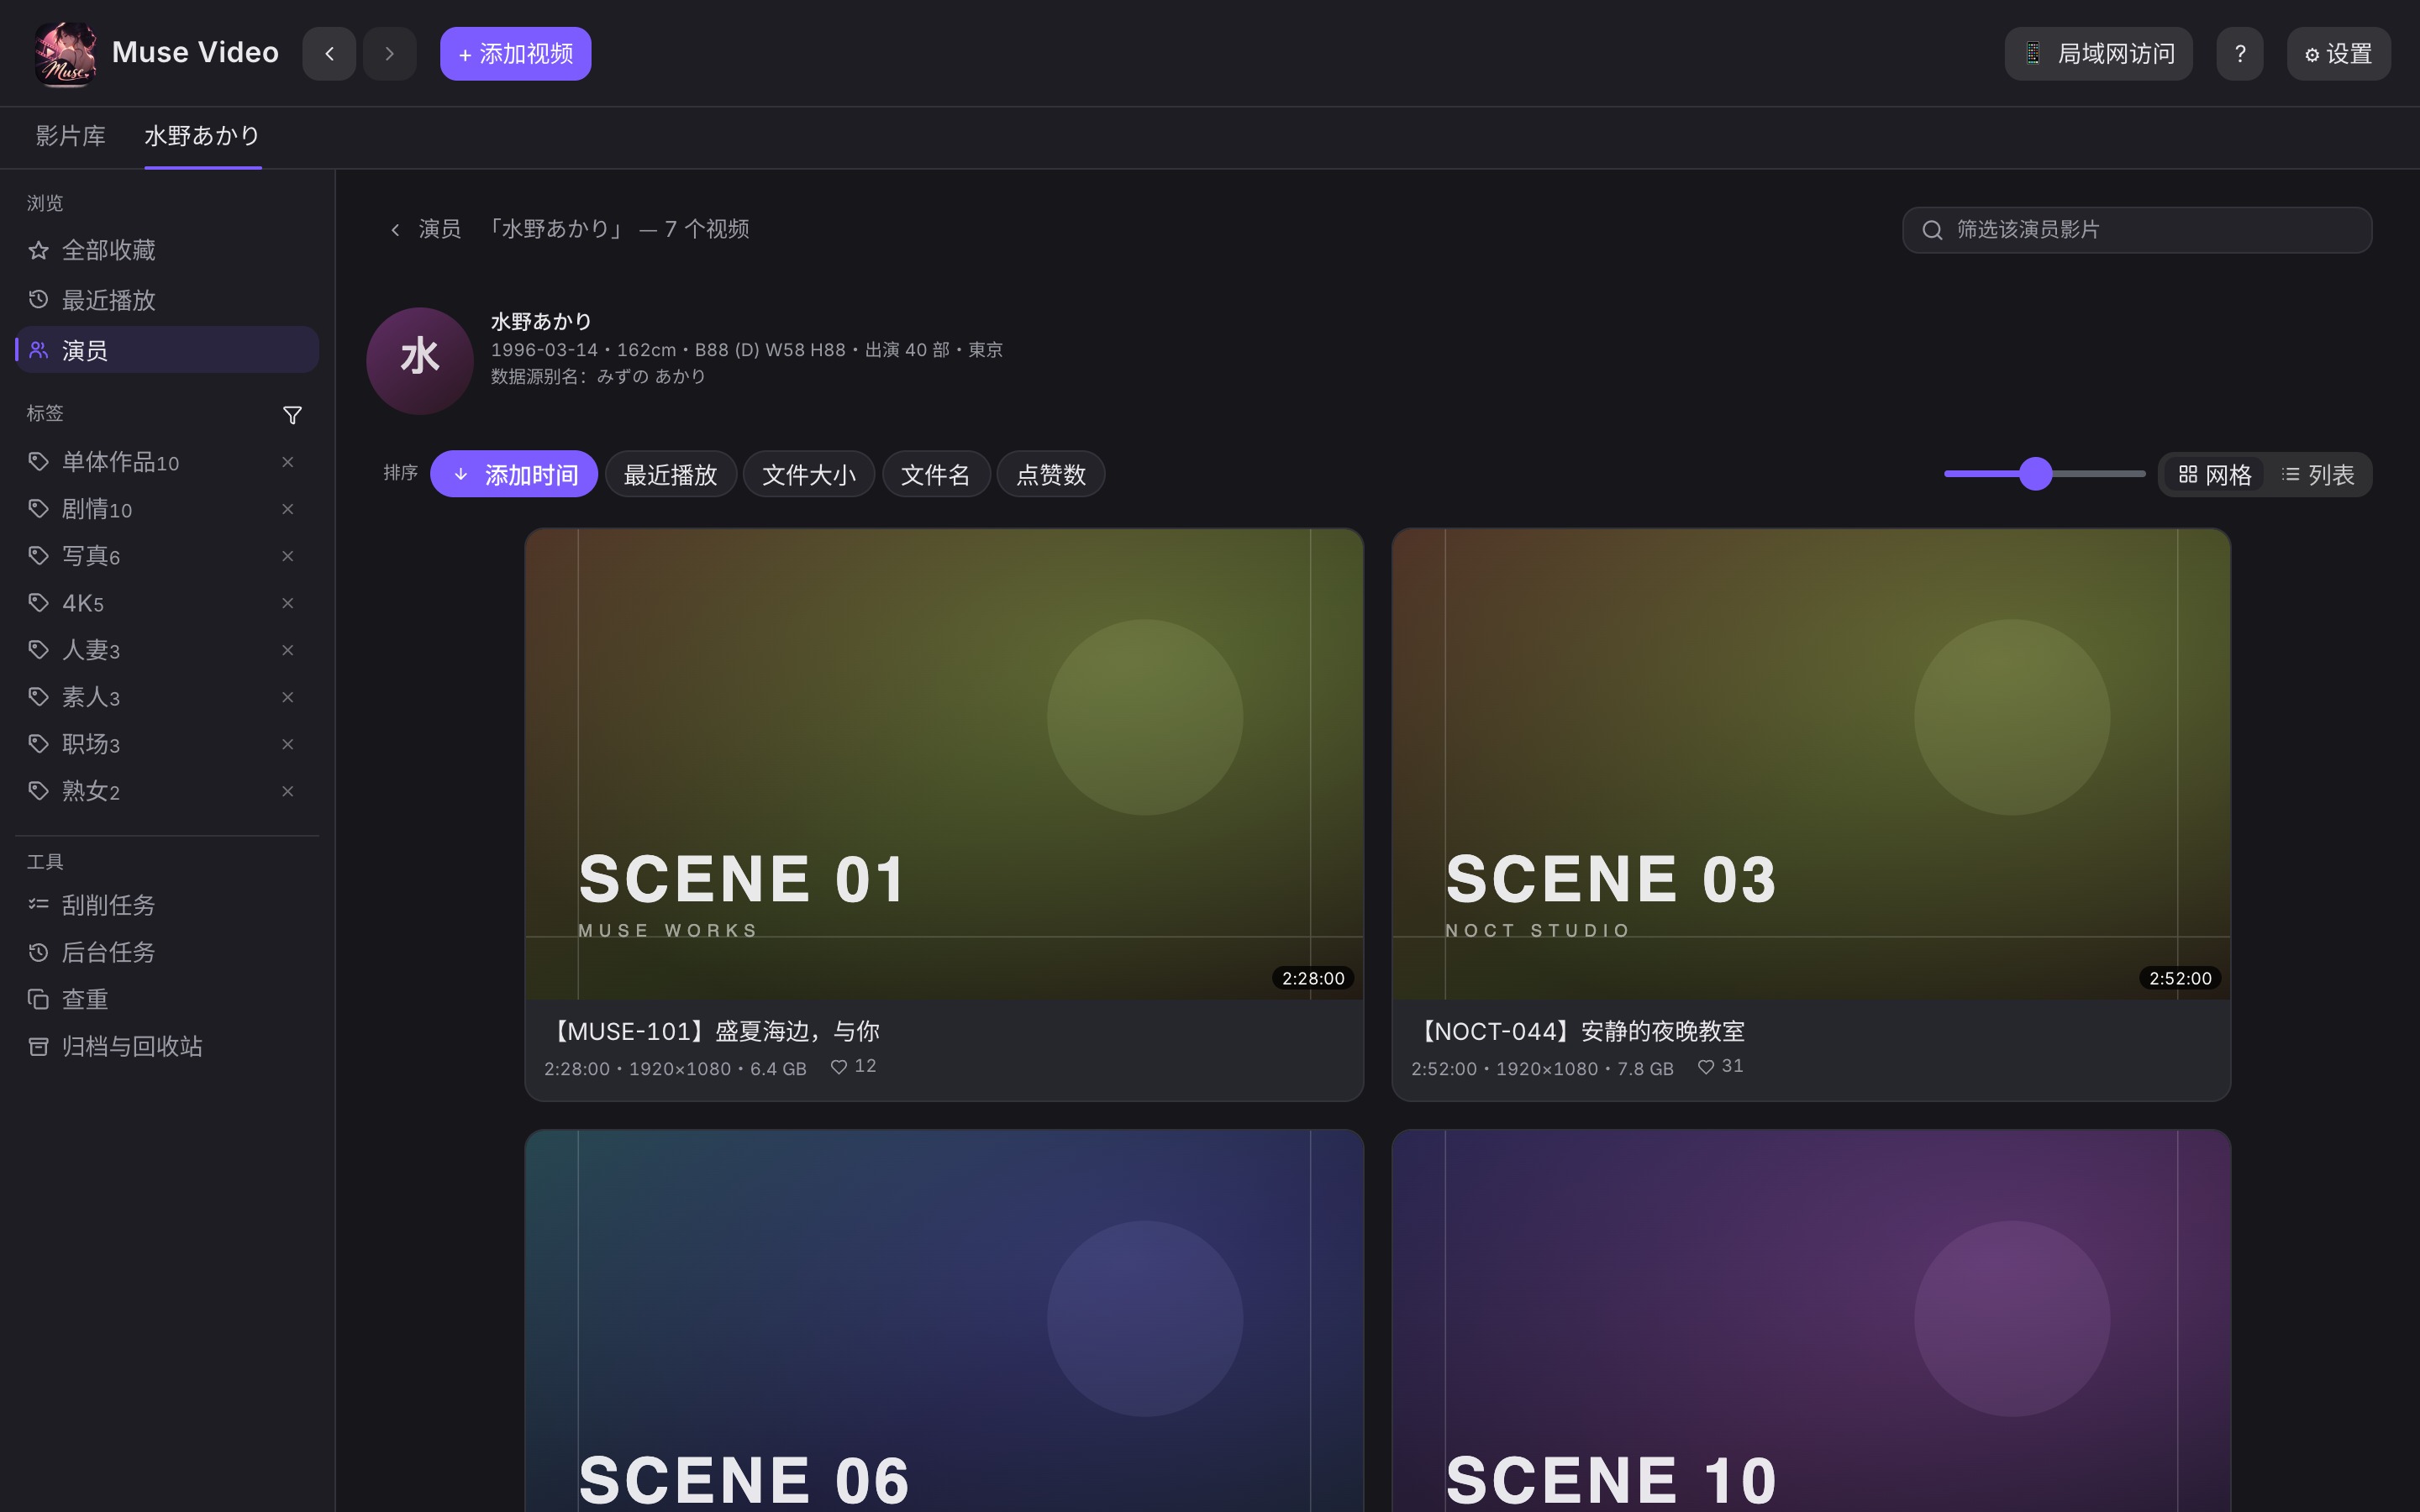 Muse
Muse Video
+ 添加视频
局域网访问
?
设置
影片库
水野あかり
浏览
全部收藏
最近播放
演员
标签
单体作品10
剧情10
写真6
4K5
人妻3
素人3
职场3
熟女2
工具
刮削任务
后台任务
查重
归档与回收站
演员 「水野あかり」 — 7 个视频
筛选该演员影片
水
水野あかり
1996-03-14・162cm・B88 (D) W58 H88・出演 40 部・東京
数据源别名：みずの あかり
排序
添加时间
最近播放
文件大小
文件名
点赞数
网格
列表
SCENE 01
MUSE WORKS
2:28:00
【MUSE-101】盛夏海边，与你
2:28:00・1920×1080・6.4 GB 12
SCENE 03
NOCT STUDIO
2:52:00
【NOCT-044】安静的夜晚教室
2:52:00・1920×1080・7.8 GB 31
SCENE 06
SCENE 10